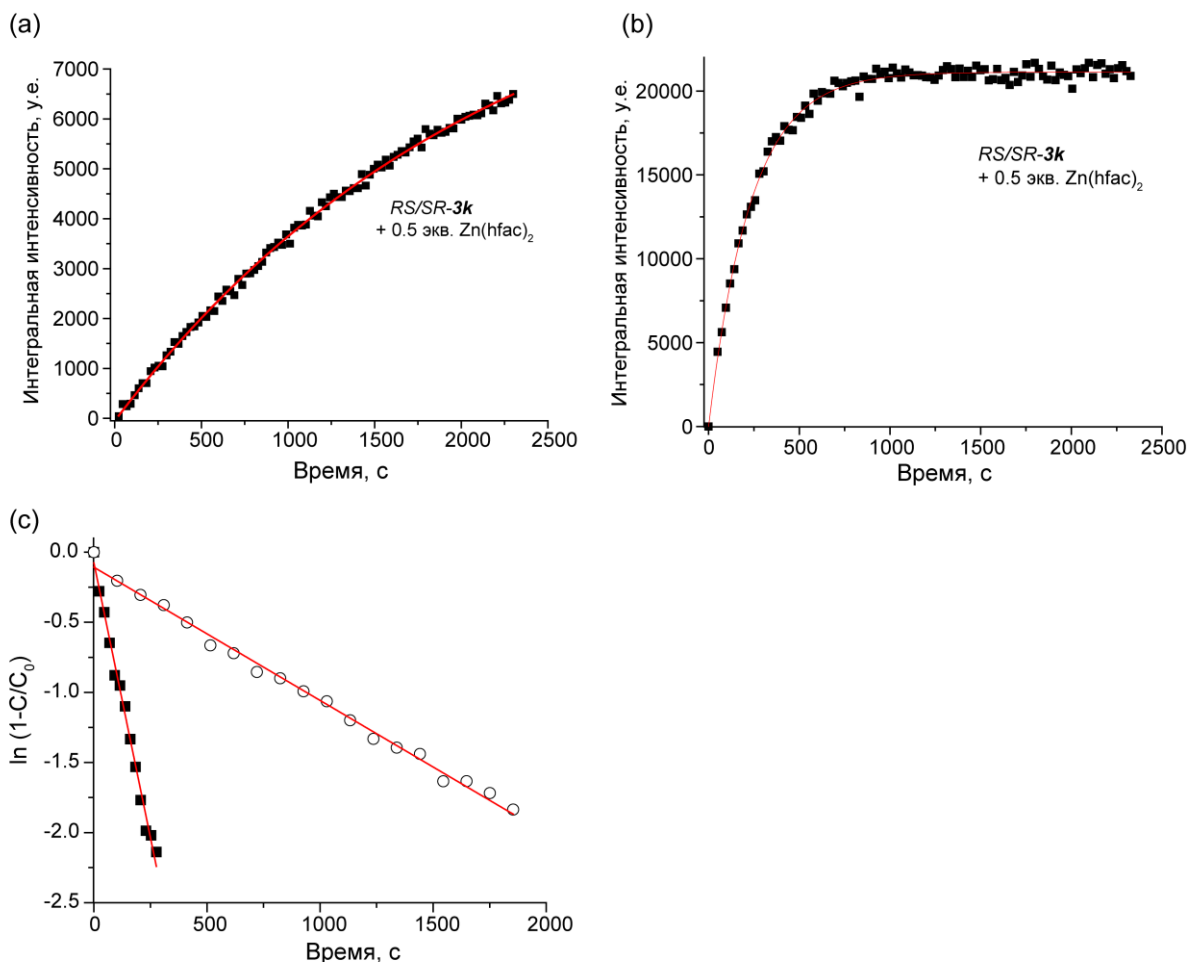 (a)
Интегральная интенсивность, у.е.
7000
6000
5000
4000
3000
2000
1000
0
RS/SR-3k
+ 0.5 экв. Zn(hfac)2
0 500 1000 1500 2000 2500
Время, с
(b)
Интегральная интенсивность, у.е.
20000
15000
10000
5000
0
RS/SR-3k
+ 0.5 экв. Zn(hfac)2
0 500 1000 1500 2000 2500
Время, с
(c)
ln (1-C/C0)
0.0
-0.5
-1.0
-1.5
-2.0
-2.5
0 500 1000 1500 2000
Время, с